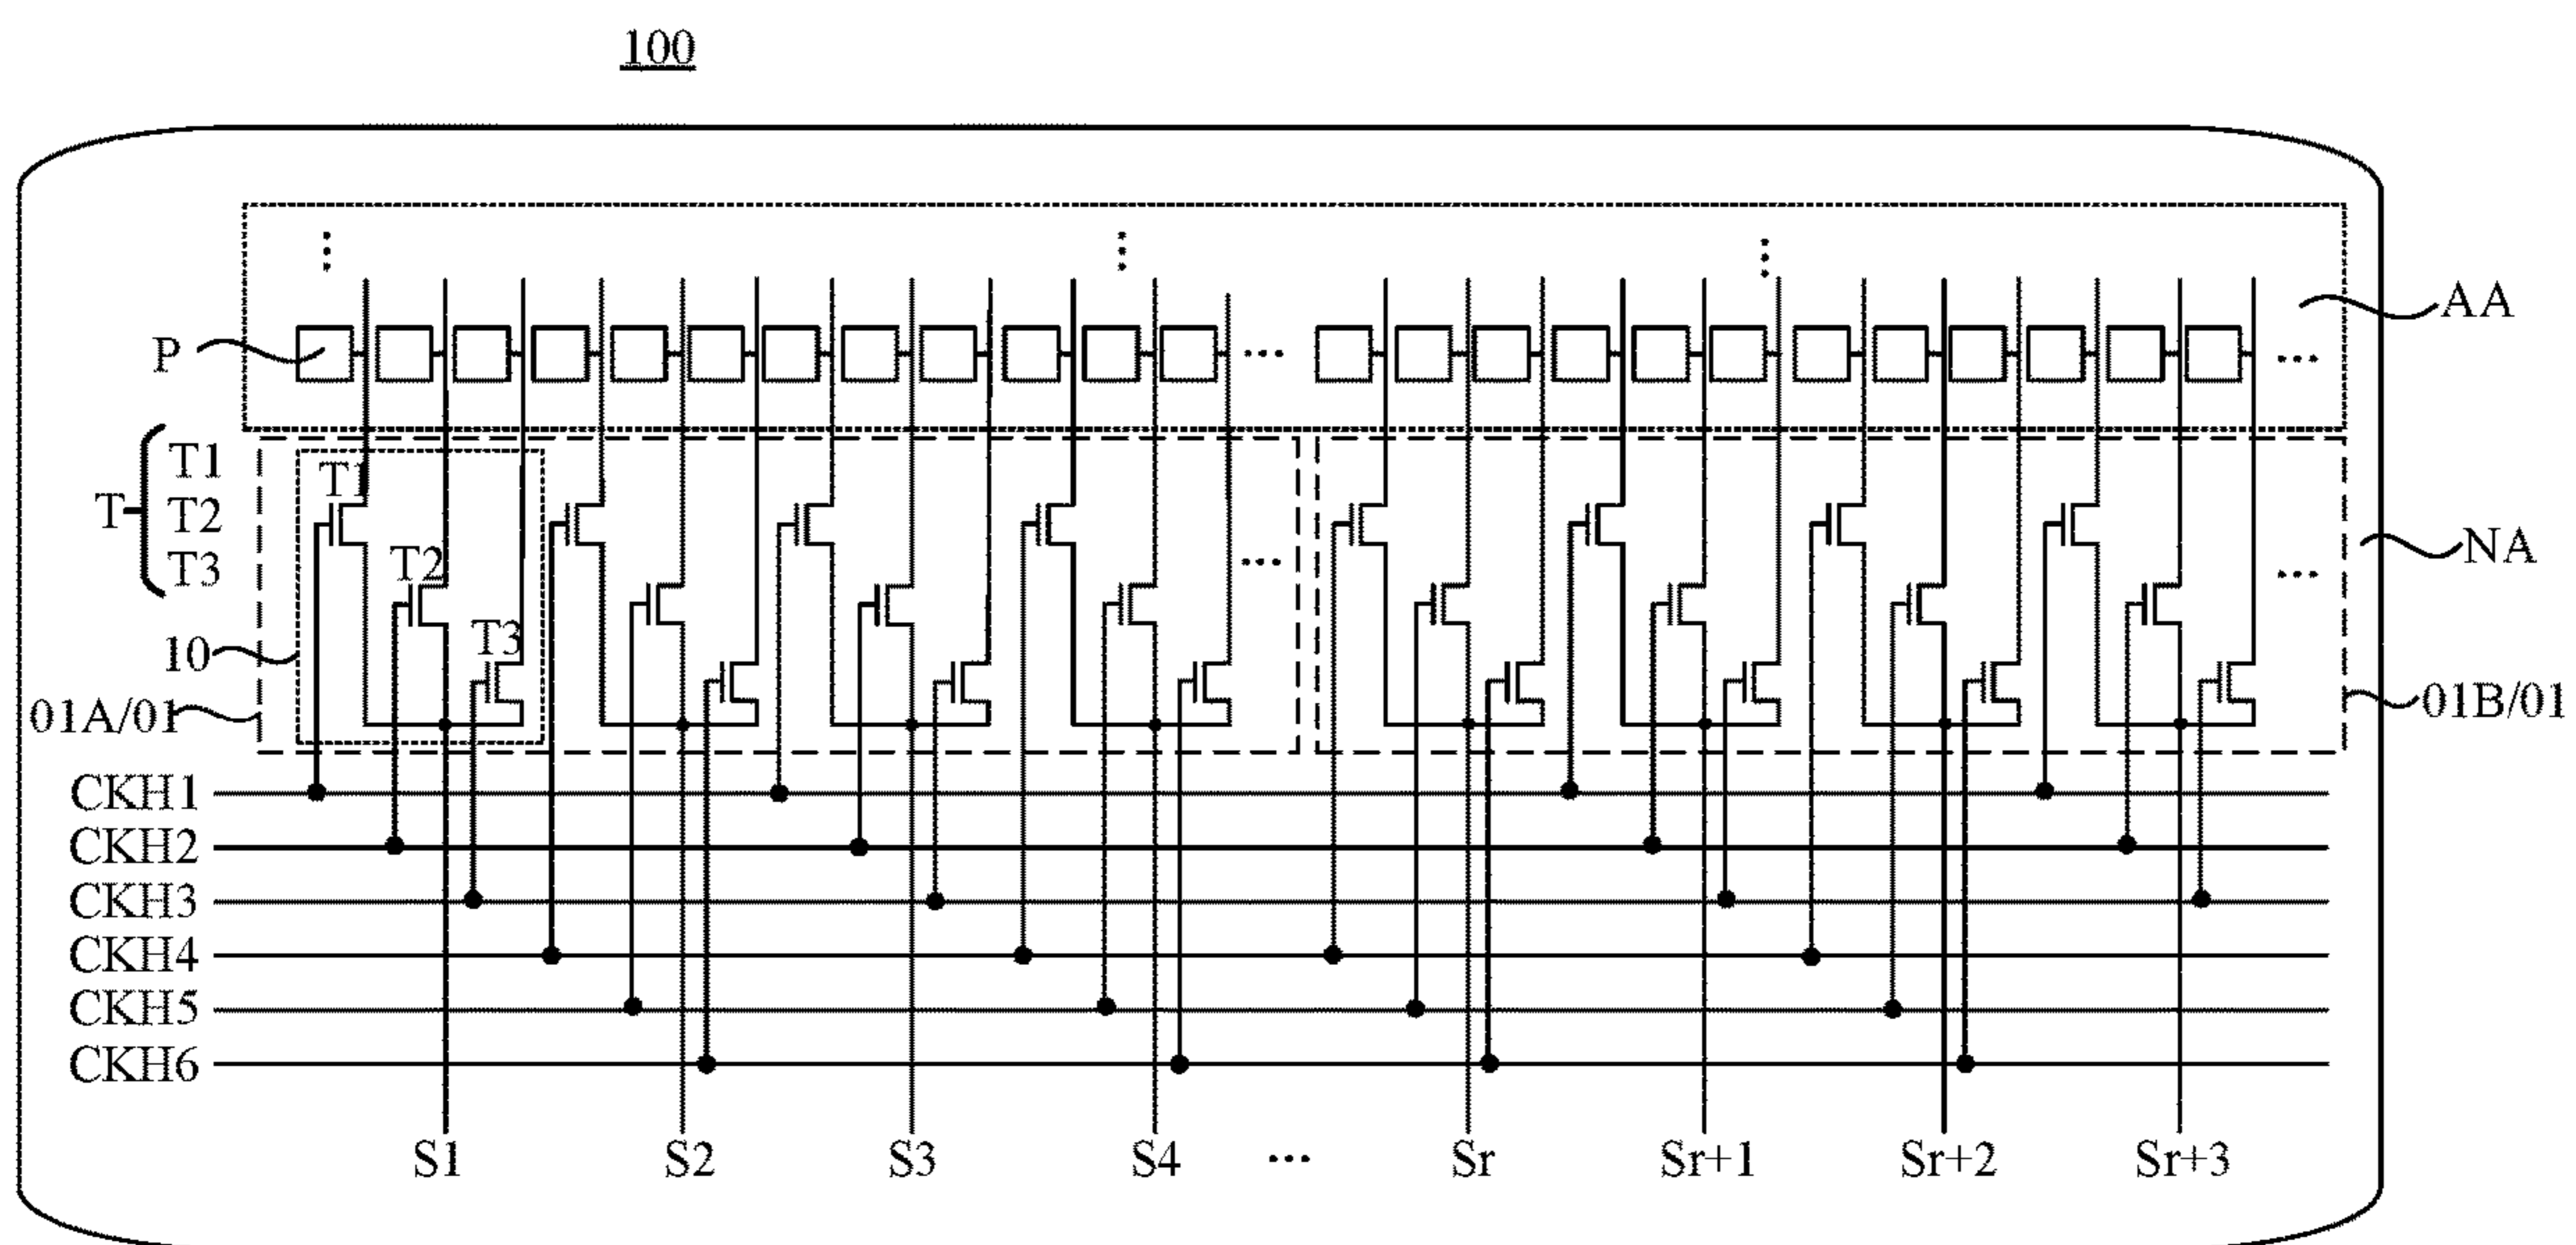 100
P
AA
T
T1
T2
T3
T1
T2
T3
10
01A/01
NA
01B/01
CKH1
CKH2
CKH3
CKH4
CKH5
CKH6
S1 S2 S3 S4 ... Sr Sr+1 Sr+2 Sr+3